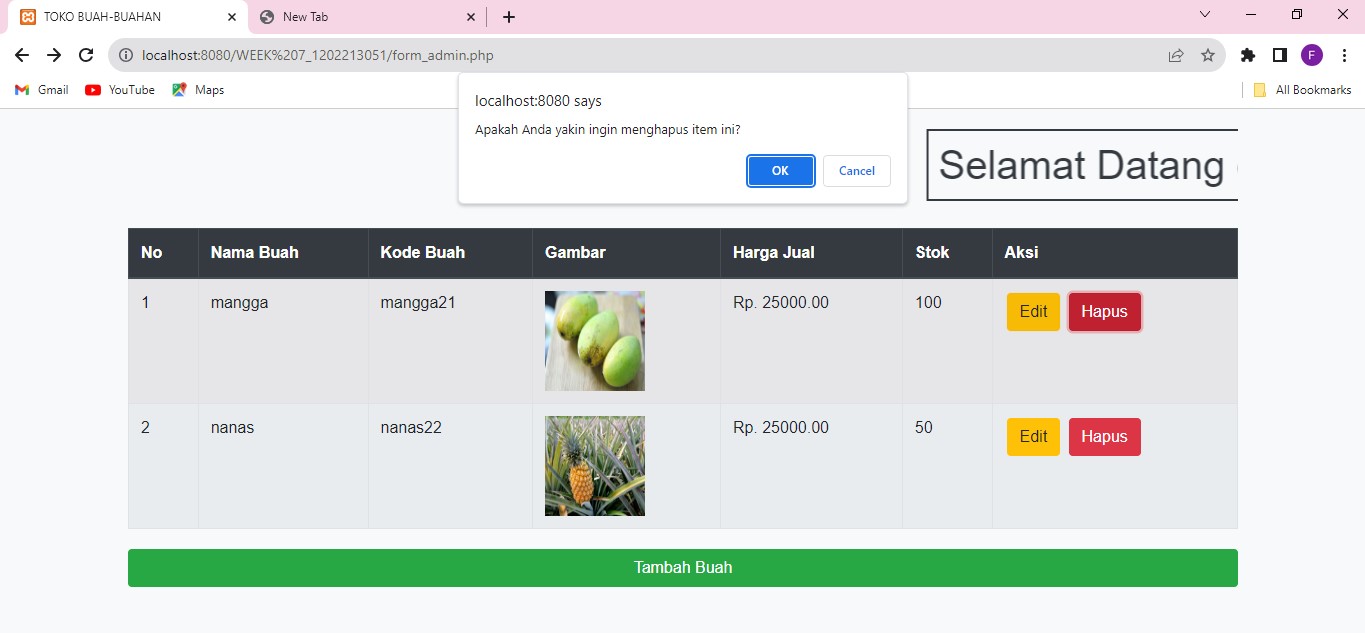 TOKO BUAH-BUAHAN
New Tab
localhost:8080/WEEK%207_1202213051/form_admin.php
F
Gmail
YouTube
Maps
All Bookmarks
localhost:8080 says
Apakah Anda yakin ingin menghapus item ini?
OK
Cancel
Selamat Datang
No Nama Buah Kode Buah Gambar Harga Jual Stok Aksi
1 mangga mangga21 Rp. 25000.00 100 Edit Hapus
2 nanas nanas22 Rp. 25000.00 50 Edit Hapus
Tambah Buah